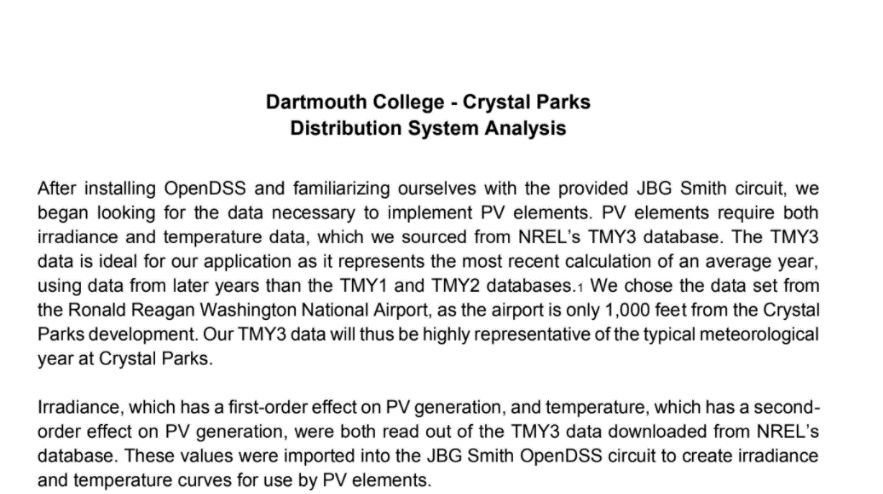 Dartmouth College - Crystal Parks
Distribution System Analysis
After installing OpenDSS and familiarizing ourselves with the provided JBG Smith circuit, we
began looking for the data necessary to implement PV elements. PV elements require both
irradiance and temperature data, which we sourced from NREL's TMY3 database. The TMY3
data is ideal for our application as it represents the most recent calculation of an average year,
using data from later years than the TMY1 and TMY2 databases.1 We chose the data set from
the Ronald Reagan Washington National Airport, as the airport is only 1,000 feet from the Crystal
Parks development. Our TMY3 data will thus be highly representative of the typical meteorological
year at Crystal Parks.
Irradiance, which has a first-order effect on PV generation, and temperature, which has a second-
order effect on PV generation, were both read out of the TMY3 data downloaded from NREL's
database. These values were imported into the JBG Smith OpenDSS circuit to create irradiance
and temperature curves for use by PV elements.